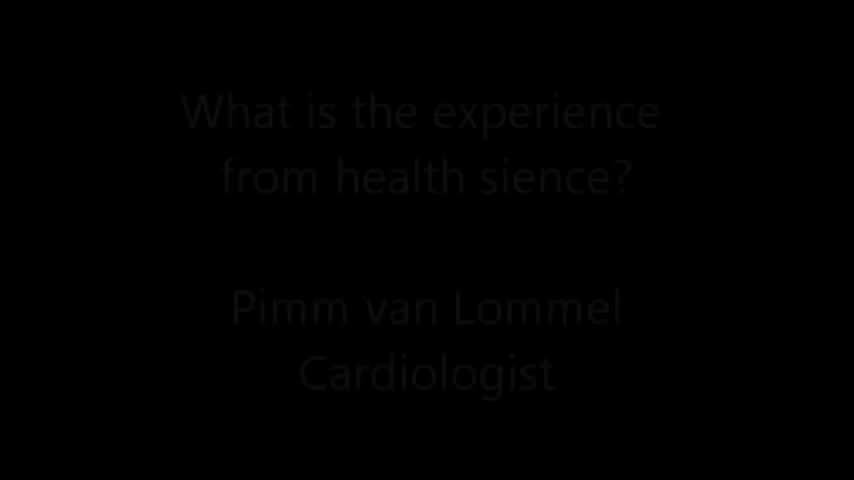 What is the experience
from health sience?
Pimm van Lommel
Cardiologist